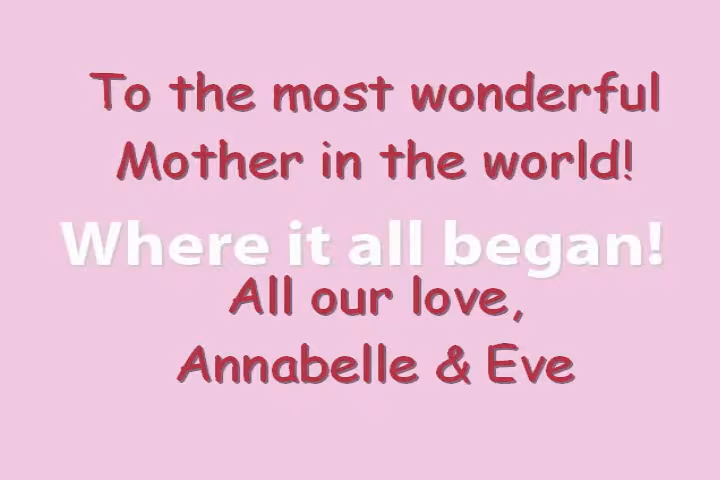 To the most wonderful
Mother in the world!
Where it all began!
All our love,
Annabelle & Eve